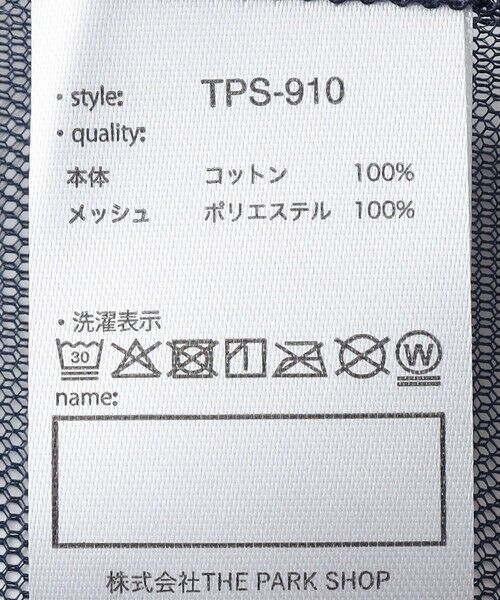 ・style: TPS-910
・quality:
本体 コットン 100%
メッシュ ポリエステル 100%
・洗濯表示
30 W
name:
株式会社THE PARK SHOP